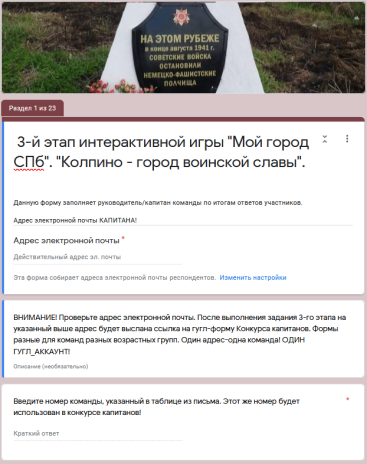 НА ЭТОМ РУБЕЖЕ
в конце августа 1941 г.
СОВЕТСКИЕ ВОЙСКА
ОСТАНОВИЛИ
НЕМЕЦКО-ФАШИСТСКИЕ
ПОЛЧИЩА
Раздел 1 из 23
3-й этап интерактивной игры "Мой город
СПб". "Колпино - город воинской славы".
Данную форму заполняет руководитель/капитан команды по итогам ответов участников.
Адрес электронной почты КАПИТАНА!
Адрес электронной почты *
Действительный адрес эл. почты
Эта форма собирает адреса электронной почты респондентов. Изменить настройки
ВНИМАНИЕ! Проверьте адрес электронной почты. После выполнения задания 3-го этапа на
указанный выше адрес будет выслана ссылка на гугл-форму Конкурса капитанов. Формы
разные для команд разных возрастных групп. Один адрес-одна команда! ОДИН
ГУГЛ_АККАУНТ!
Описание (необязательно)
Введите номер команды, указанный в таблице из письма. Этот же номер будет *
использован в конкурсе капитанов!
Краткий ответ